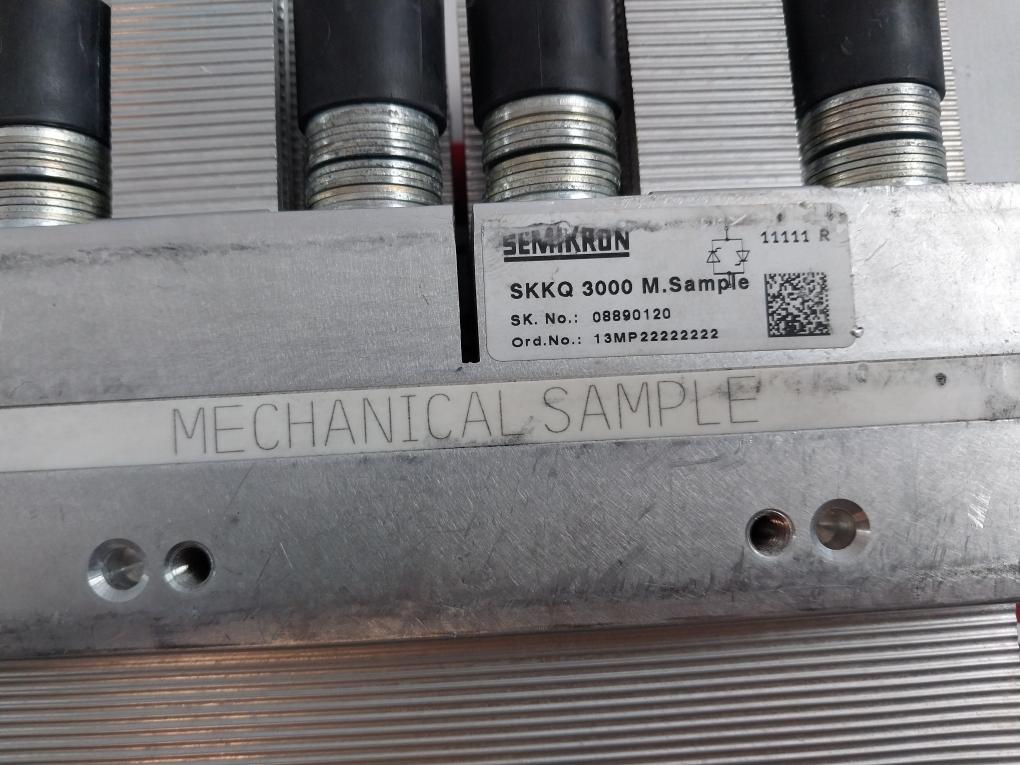 SEMIKRON
11111 R
SKKQ 3000 M.Sample
SK. No.: 08890120
Ord.No.: 13MP22222222
MECHANICAL SAMPLE